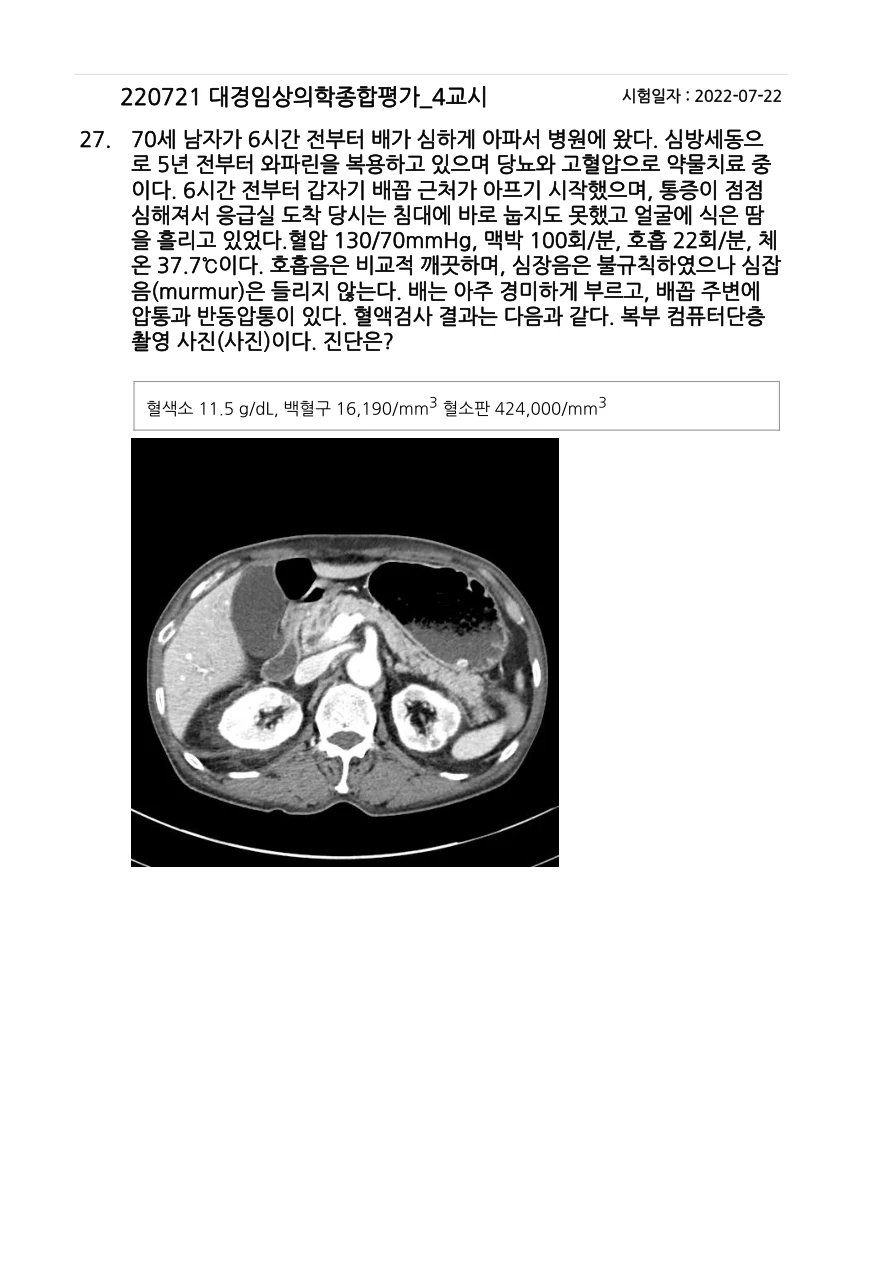 220721 대경임상의학종합평가_4교시
시험일자 : 2022-07-22
27. 70세 남자가 6시간 전부터 배가 심하게 아파서 병원에 왔다. 심방세동으
로 5년 전부터 와파린을 복용하고 있으며 당뇨와 고혈압으로 약물치료 중
이다. 6시간 전부터 갑자기 배꼽 근처가 아프기 시작했으며, 통증이 점점
심해져서 응급실 도착 당시는 침대에 바로 눕지도 못했고 얼굴에 식은 땀
을 흘리고 있었다.혈압 130/70mmHg, 맥박 100회/분, 호흡 22회/분, 체
온 37.7℃이다. 호흡음은 비교적 깨끗하며, 심장음은 불규칙하였으나 심잡
음(murmur)은 들리지 않는다. 배는 아주 경미하게 부르고, 배꼽 주변에
압통과 반동압통이 있다. 혈액검사 결과는 다음과 같다. 복부 컴퓨터단층
촬영 사진(사진)이다. 진단은?
혈색소 11.5 g/dL, 백혈구 16,190/mm³ 혈소판 424,000/mm³